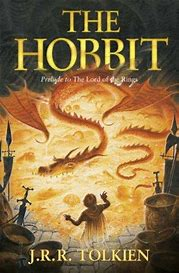 THE
HOBBIT
Prelude to The Lord of the Rings
J.R.R. TOLKIEN